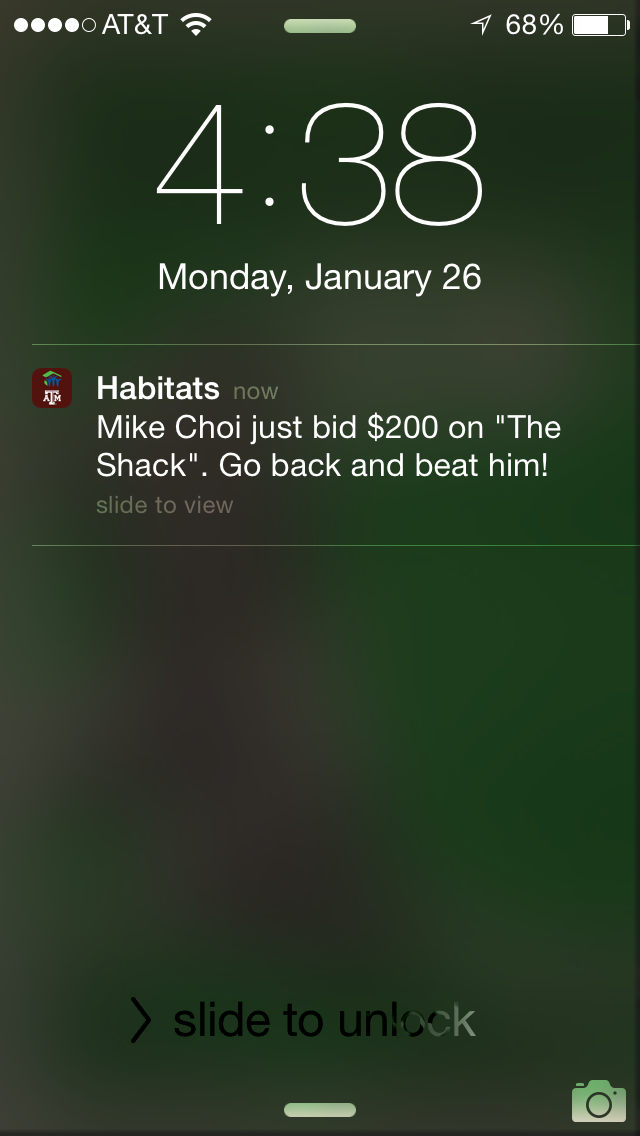 AT&T 68%
4:38
Monday, January 26
Habitats now
Mike Choi just bid $200 on "The
Shack". Go back and beat him!
slide to view
ATM
slide to unlock